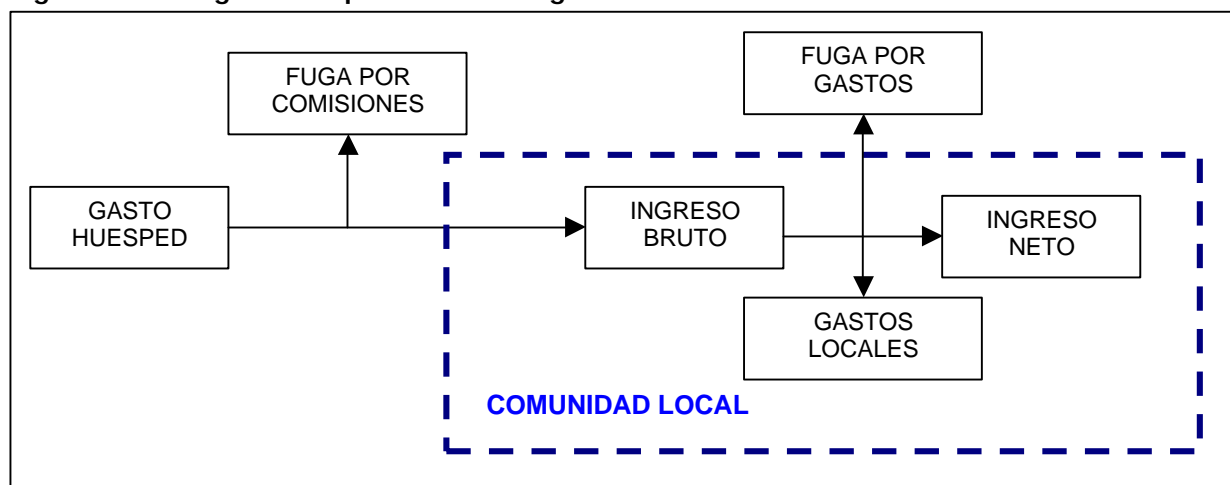 FUGA POR
COMISIONES
FUGA POR
GASTOS
GASTO
HUESPED
INGRESO
BRUTO
INGRESO
NETO
GASTOS
LOCALES
COMUNIDAD LOCAL